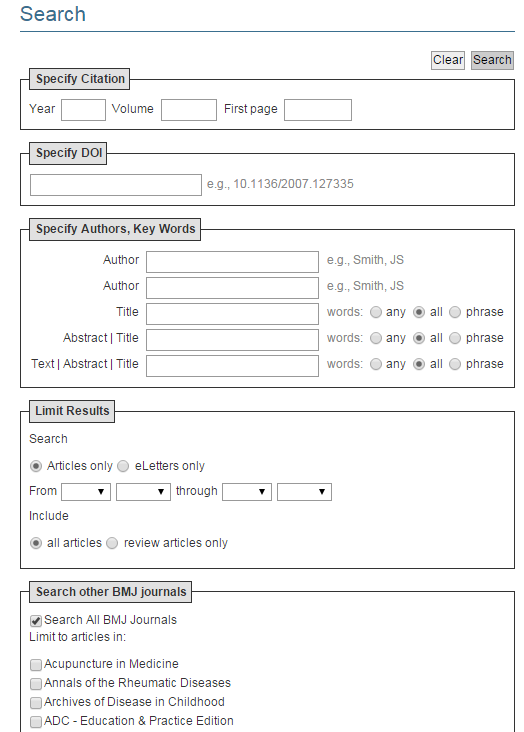 Search
Clear Search
Specify Citation
Year Volume First page
Specify DOI
e.g., 10.1136/2007.127335
Specify Authors, Key Words
Author e.g., Smith, JS
Author e.g., Smith, JS
Title words: any all phrase
Abstract | Title words: any all phrase
Text | Abstract | Title words: any all phrase
Limit Results
Search
Articles only eLetters only
From through
Include
all articles review articles only
Search other BMJ journals
Search All BMJ Journals
Limit to articles in:
Acupuncture in Medicine
Annals of the Rheumatic Diseases
Archives of Disease in Childhood
ADC - Education & Practice Edition